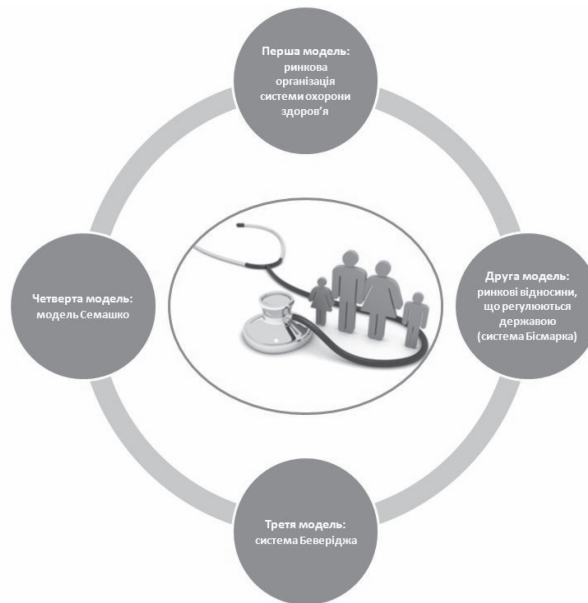 Перша модель:
ринкова
організація
системи охорони
здоров'я
Друга модель:
ринкові відносини,
що регулюються
державою
(система Бісмарка)
Третя модель:
система Беверіджа
Четверта модель:
модель Семашко